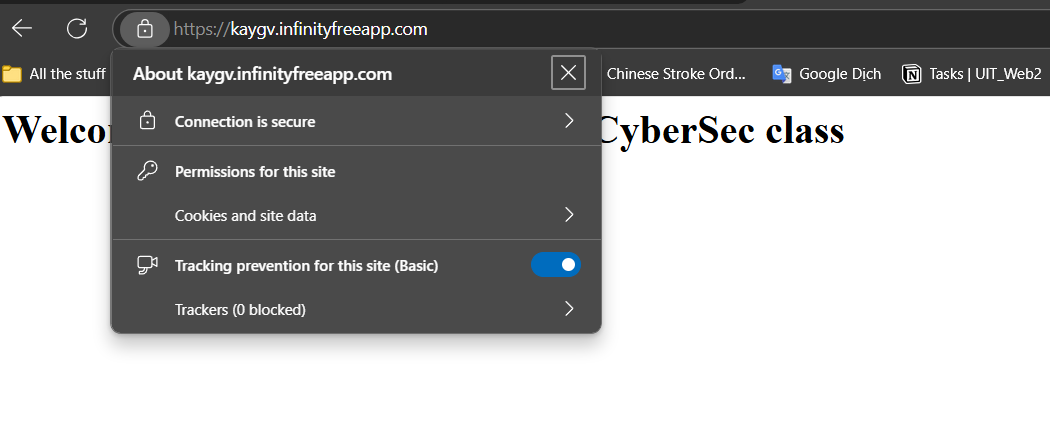 https://kaygv.infinityfreeapp.com
All the stuff
Chinese Stroke Ord...
Google Dịch
Tasks | UIT_Web2
About kaygv.infinityfreeapp.com
CyberSec class
Connection is secure
Permissions for this site
Cookies and site data
Tracking prevention for this site (Basic)
Trackers (0 blocked)